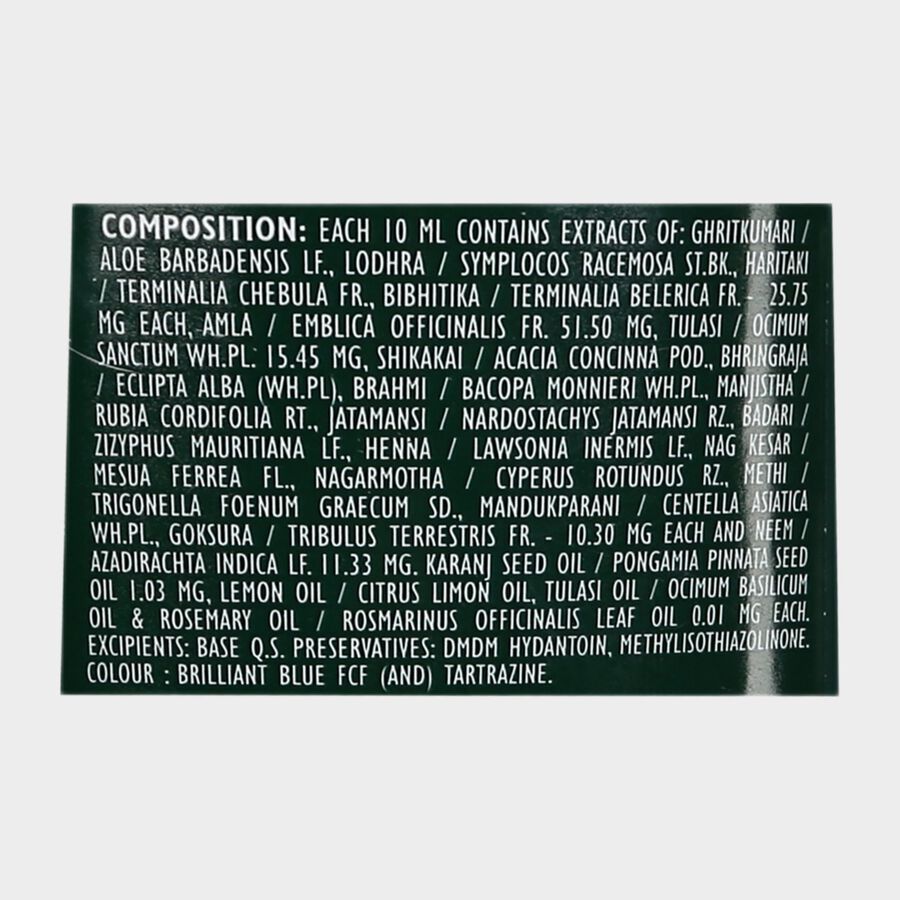 COMPOSITION: EACH 10 ML CONTAINS EXTRACTS OF: GHRITKUMARI /
ALOE BARBADENSIS LF., LODHRA / SYMPLOCOS RACEMOSA ST.BK., HARITAKI
/ TERMINALIA CHEBULA FR., BIBHITIKA / TERMINALIA BELERICA FR. - 25.75
MG EACH, AMLA / EMBLICA OFFICINALIS FR. 51.50 MG, TULASI / OCIMUM
SANCTUM WH.PL. 15.45 MG, SHIKAKAI / ACACIA CONCINNA POD., BHRINGRAJA
/ ECLIPTA ALBA (WH.PL), BRAHMI / BACOPA MONNIERI WH.PL., MANJISTHA /
RUBIA CORDIFOLIA RT., JATAMANSI / NARDOSTACHYS JATAMANSI RZ., BADARI /
ZIZYPHUS MAURITIANA LF., HENNA / LAWSONIA INERMIS LF., NAG KESAR /
MESUA FERREA FL., NAGARMOTHA / CYPERUS ROTUNDUS RZ., METHI /
TRIGONELLA FOENUM GRAECUM SD., MANDUKPARANI / CENTELLA ASIATICA
WH.PL., GOKSURA / TRIBULUS TERRESTRIS FR. - 10.30 MG EACH AND NEEM /
AZADIRACHTA INDICA LF. 11.33 MG. KARANJ SEED OIL / PONGAMIA PINNATA SEED
OIL 1.03 MG, LEMON OIL / CITRUS LIMON OIL, TULASI OIL / OCIMUM BASILICUM
OIL & ROSEMARY OIL / ROSMARINUS OFFICINALIS LEAF OIL 0.01 MG EACH.
EXCIPIENTS: BASE Q.S. PRESERVATIVES: DMDM HYDANTOIN, METHYLISOTHIAZOLINONE.
COLOUR : BRILLIANT BLUE FCF (AND) TARTRAZINE.